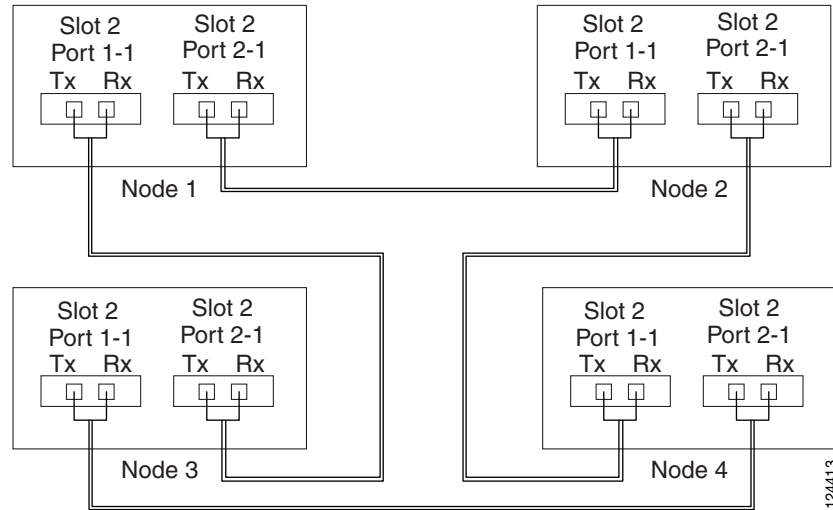 Slot 2
Port 1-1
Tx Rx
Slot 2
Port 2-1
Tx Rx
Node 1
Slot 2
Port 1-1
Tx Rx
Slot 2
Port 2-1
Tx Rx
Node 2
Slot 2
Port 1-1
Tx Rx
Slot 2
Port 2-1
Tx Rx
Node 3
Slot 2
Port 1-1
Tx Rx
Slot 2
Port 2-1
Tx Rx
Node 4
124413